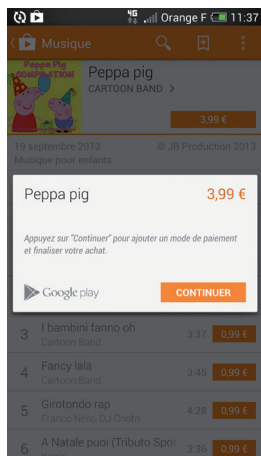 4G Orange F 11:37
Musique
Peppa Pig
COMPILATION
Peppa pig
CARTOON BAND >
3,99 €
19 septembre 2013 © JB Production 2013
Musique pour enfants
Peppa pig 3,99 €
Appuyez sur "Continuer" pour ajouter un mode de paiement
et finaliser votre achat.
Google play CONTINUER
3 I bambini fanno oh 3:37 0,99 €
Cartoon Band
4 Fancy lala 3:45 0,99 €
Cartoon Band
5 Girotondo rap 4:28 0,99 €
Franco Nero, DJ Onofri
6 A Natale puoi (Tributo Spot 3:36 0,99 €